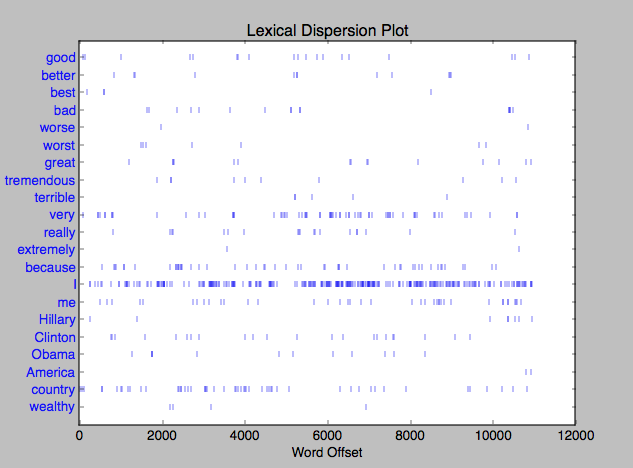 Lexical Dispersion Plot
good
better
best
bad
worse
worst
great
tremendous
terrible
very
really
extremely
because
I
me
Hillary
Clinton
Obama
America
country
wealthy
0 2000 4000 6000 8000 10000 12000
Word Offset